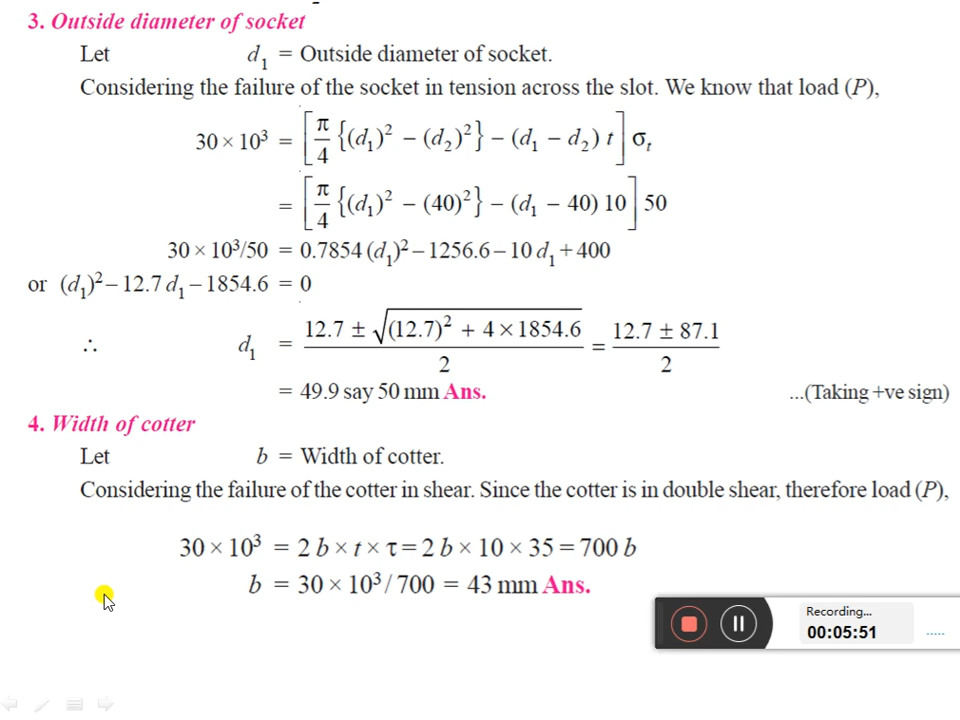 3. Outside diameter of socket
Let d₁ = Outside diameter of socket.
Considering the failure of the socket in tension across the slot. We know that load (P),
30 × 10³ = [π/4 {(d₁)² – (d₂)²} – (d₁ – d₂) t] σₜ
= [π/4 {(d₁)² – (40)²} – (d₁ – 40) 10] 50
30 × 10³/50 = 0.7854 (d₁)² – 1256.6 – 10 d₁ + 400
or (d₁)² – 12.7 d₁ – 1854.6 = 0
∴ d₁ = (12.7 ± √((12.7)² + 4 × 1854.6))/2 = (12.7 ± 87.1)/2
= 49.9 say 50 mm Ans. ...(Taking +ve sign)
4. Width of cotter
Let b = Width of cotter.
Considering the failure of the cotter in shear. Since the cotter is in double shear, therefore load (P),
30 × 10³ = 2 b × t × τ = 2 b × 10 × 35 = 700 b
b = 30 × 10³ / 700 = 43 mm Ans.
Recording...
00:05:51